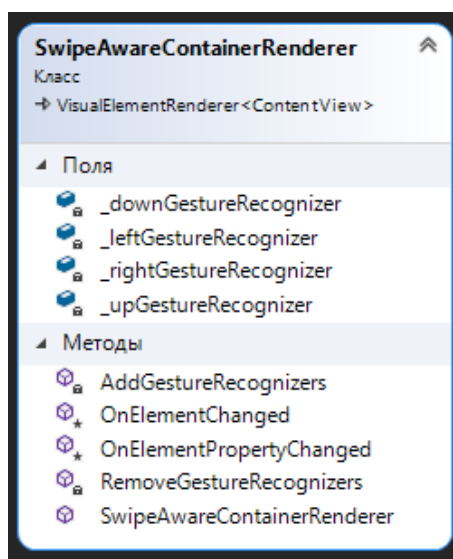 SwipeAwareContainerRenderer
Класс
VisualElementRenderer<ContentView>
Поля
_downGestureRecognizer
_leftGestureRecognizer
_rightGestureRecognizer
_upGestureRecognizer
Методы
AddGestureRecognizers
OnElementChanged
OnElementPropertyChanged
RemoveGestureRecognizers
SwipeAwareContainerRenderer